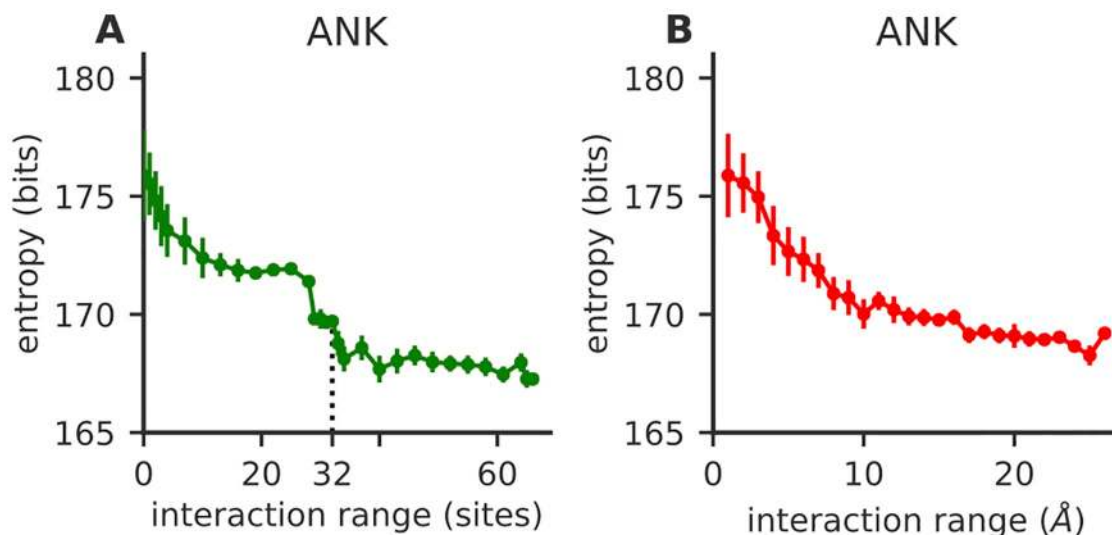 A ANK
entropy (bits)
180
175
170
165
0 20 32 60
interaction range (sites)
B ANK
entropy (bits)
180
175
170
165
0 10 20
interaction range (Å)